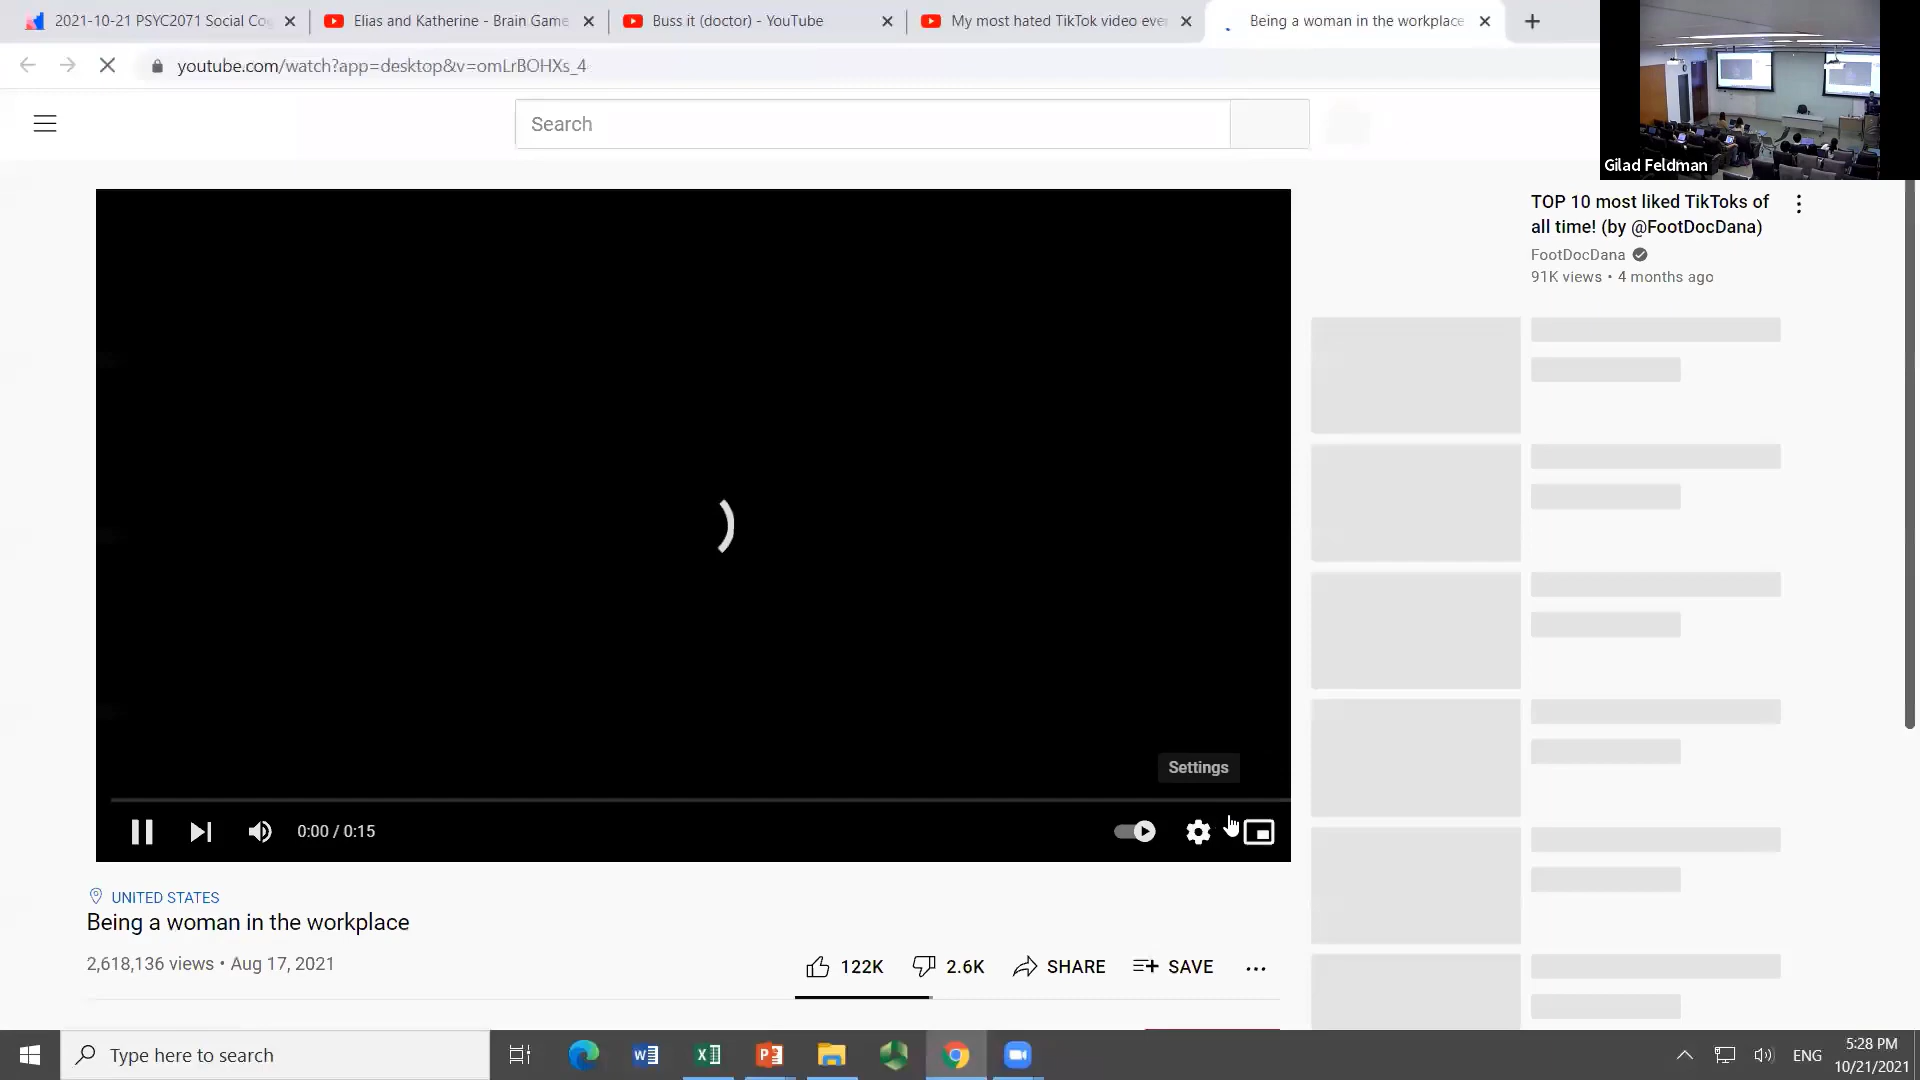 2021-10-21 PSYC2071 Social Co
Elias and Katherine - Brain Game
Buss it (doctor) - YouTube
My most hated TikTok video eve
Being a woman in the workplace
youtube.com/watch?app=desktop&v=omLrBOHXs_4
Search
Gilad Feldman
TOP 10 most liked TikToks of
all time! (by @FootDocDana)
FootDocDana
91K views • 4 months ago
Settings
0:00 / 0:15
UNITED STATES
Being a woman in the workplace
2,618,136 views • Aug 17, 2021
122K
2.6K
SHARE
SAVE
Type here to search
ENG
5:28 PM
10/21/2021